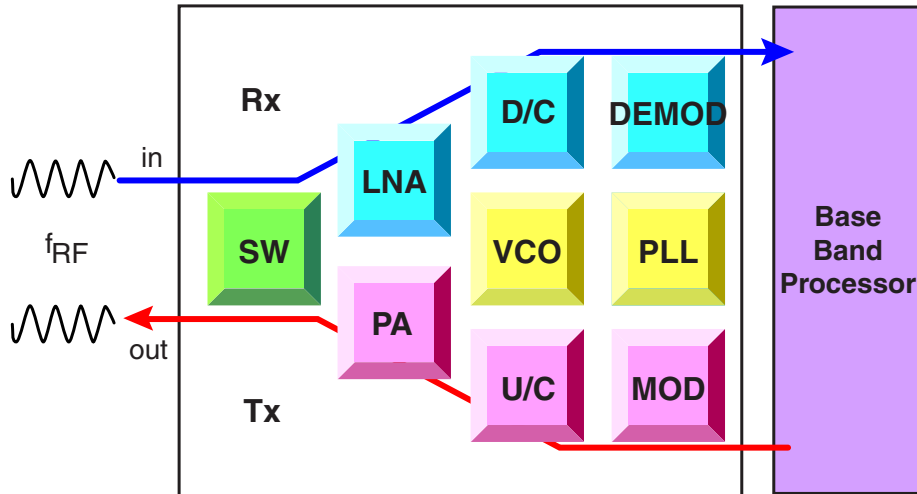 Rx
D/C
DEMOD
in
LNA
SW
VCO
PLL
Base
Band
Processor
fRF
PA
out
U/C
MOD
Tx